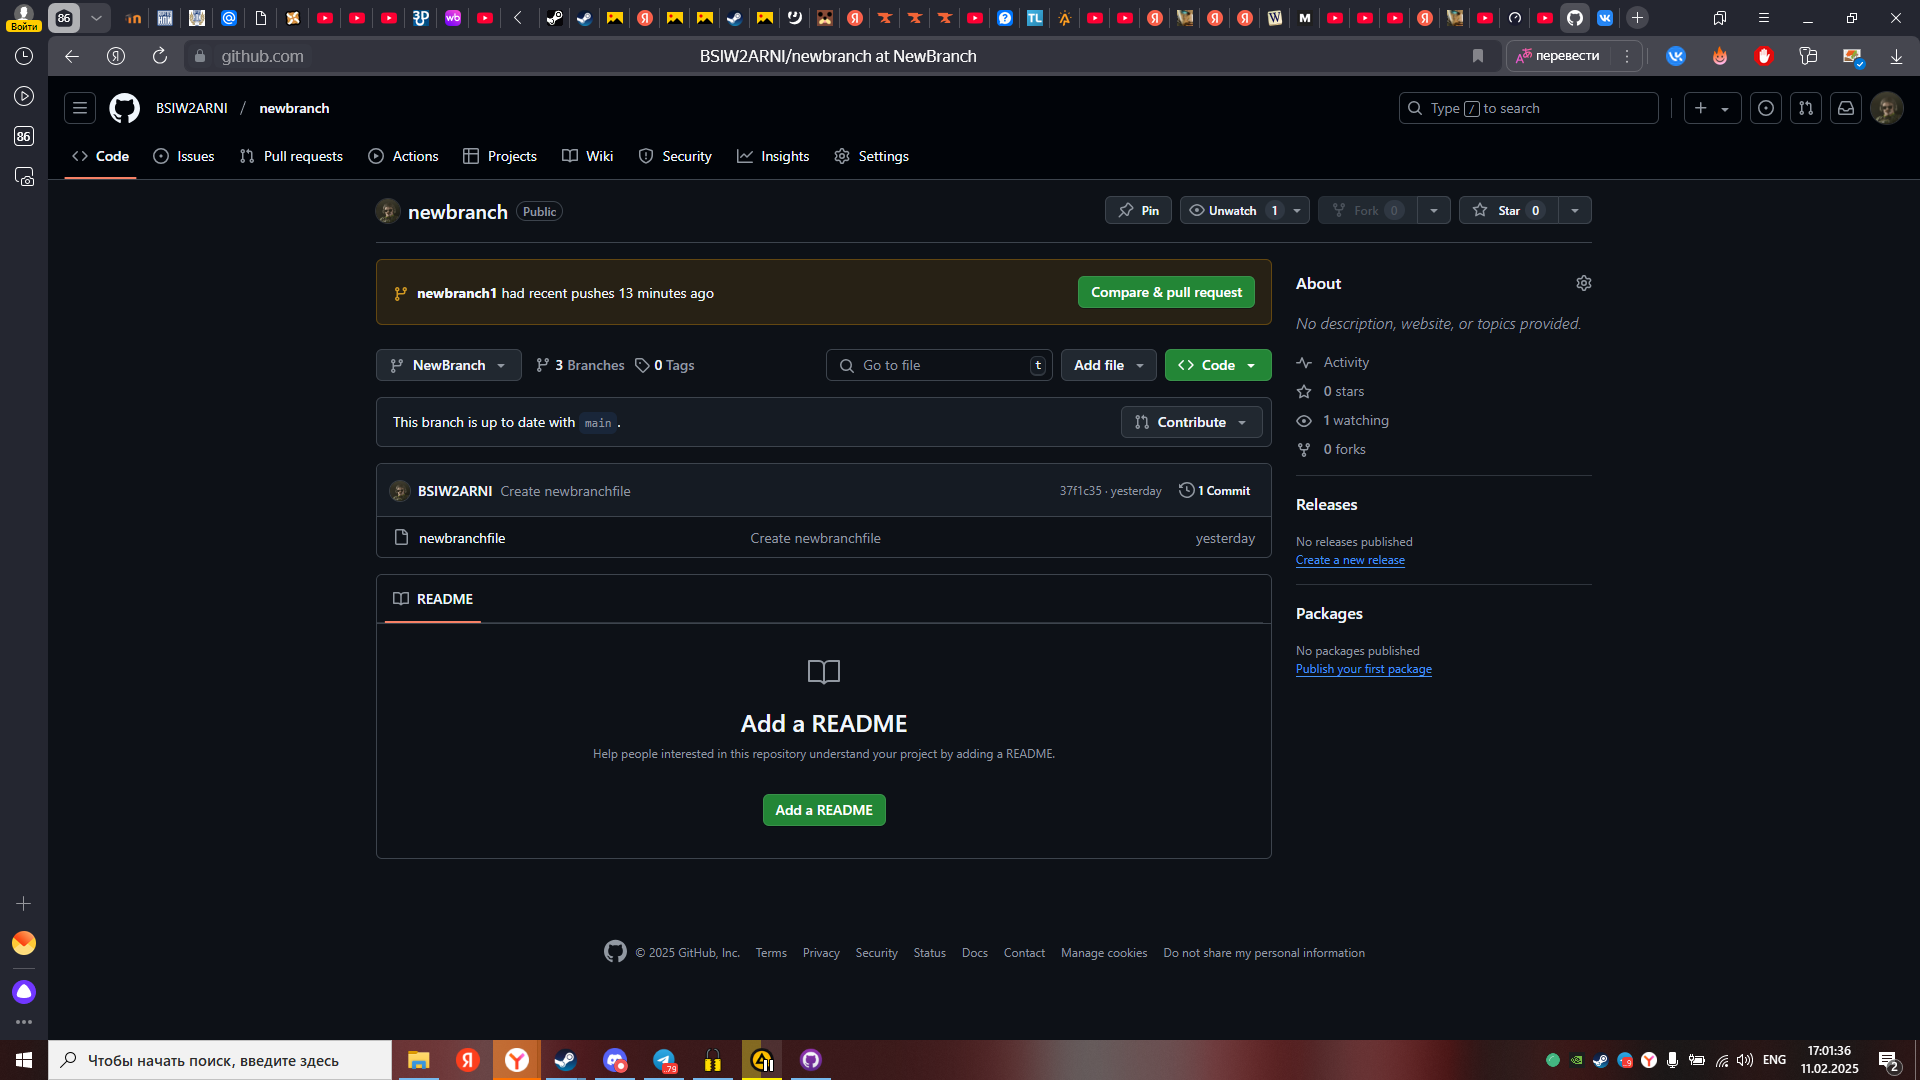 Войти
86
github.com
BSIW2ARNI/newbranch at NewBranch
перевести
86
BSIW2ARNI / newbranch
Type / to search
Code
Issues
Pull requests
Actions
Projects
Wiki
Security
Insights
Settings
newbranch
Public
Pin
Unwatch 1
Fork 0
Star 0
newbranch1 had recent pushes 13 minutes ago
Compare & pull request
NewBranch
3 Branches
0 Tags
Go to file
t
Add file
Code
This branch is up to date with main .
Contribute
BSIW2ARNI Create newbranchfile
37f1c35 · yesterday
1 Commit
newbranchfile
Create newbranchfile
yesterday
README
Add a README
Help people interested in this repository understand your project by adding a README.
Add a README
About
No description, website, or topics provided.
Activity
0 stars
1 watching
0 forks
Releases
No releases published
Create a new release
Packages
No packages published
Publish your first package
© 2025 GitHub, Inc.
Terms
Privacy
Security
Status
Docs
Contact
Manage cookies
Do not share my personal information
Чтобы начать поиск, введите здесь
ENG
17:01:36
11.02.2025
2